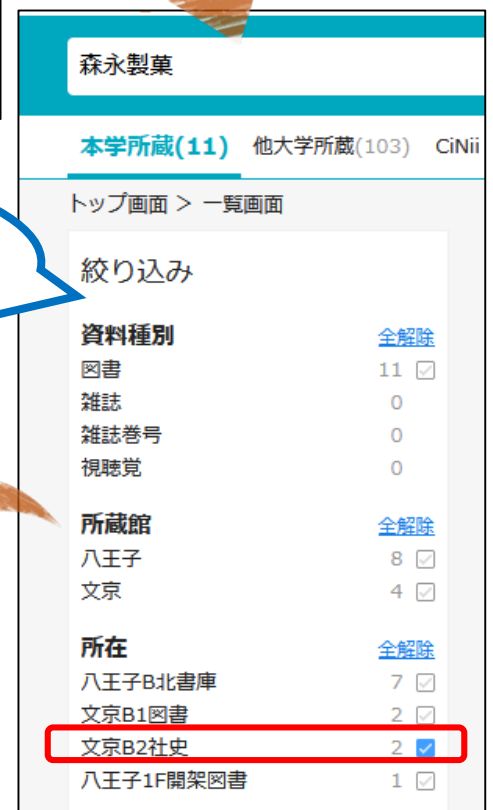 森永製菓
本学所蔵(11) 他大学所蔵(103) CiNii
トップ画面 > 一覧画面
絞り込み
資料種別 全解除
図書 11
雑誌 0
雑誌巻号 0
視聴覚 0
所蔵館 全解除
八王子 8
文京 4
所在 全解除
八王子B北書庫 7
文京B1図書 2
文京B2社史 2
八王子1F開架図書 1